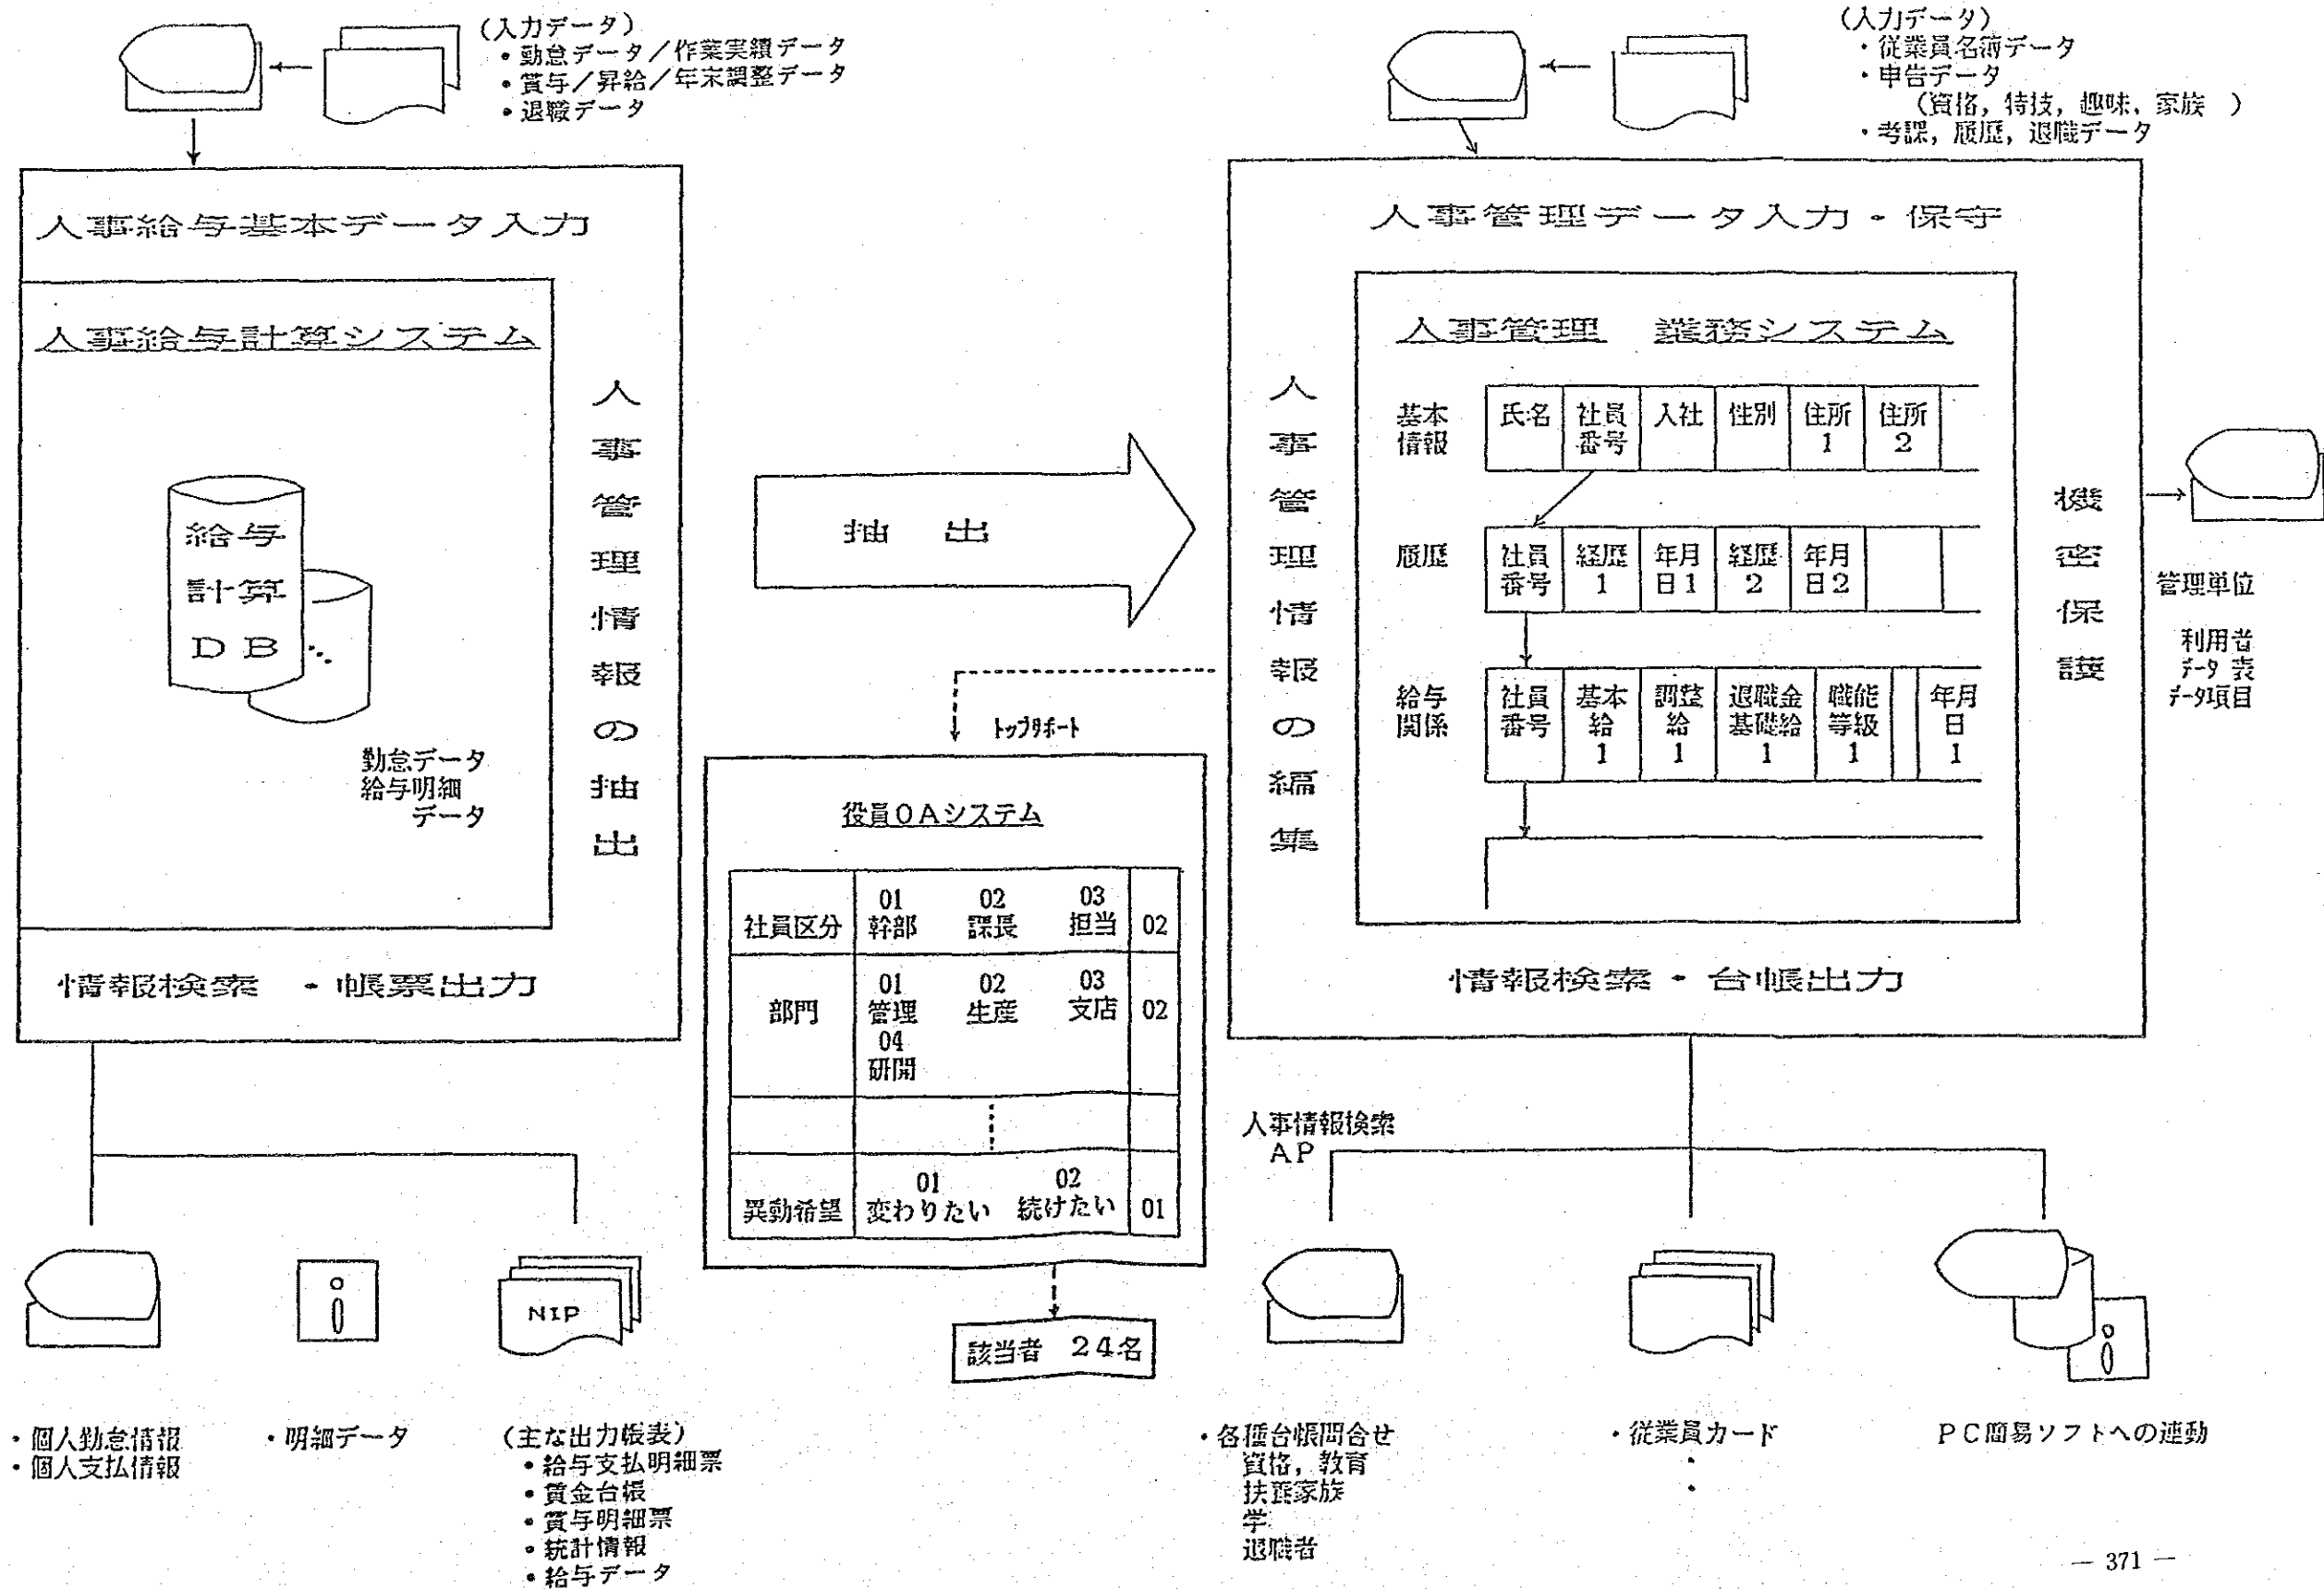 （入力データ）
・勤怠データ／作業実績データ
・賞与／昇給／年末調整データ
・退職データ
人事給与基本データ入力
人事給与計算システム
給与
計算
ＤＢ
勤怠データ
給与明細
データ
人事管理情報の抽出
情報検索・帳票出力
・個人勤怠情報
・個人支払情報
・明細データ
NIP
（主な出力帳表）
・給与支払明細票
・賃金台帳
・賞与明細票
・統計情報
・給与データ
抽　出
トップサポート
役員ＯＡシステム
01　02　03
社員区分　幹部　課長　担当　02
01　02　03
部門　管理　生産　支店　02
04
研開
01　02
異動希望　変わりたい　続けたい　01
該当者　２４名
（入力データ）
・従業員名簿データ
・申告データ
（資格，特技，趣味，家族　）
・考課，履歴，退職データ
人事管理データ入力・保守
人事管理情報の編集
人事管理　業務システム
基本　氏名　社員　入社　性別　住所　住所
情報　番号　1　2
履歴　社員　経歴　年月　経歴　年月
番号　1　日1　2　日2
給与　社員　基本　調整　退職金　職能　年月
関係　番号　給　給　基礎給　等級　日
1　1　1　1　1
機密保護
管理単位
利用者
データ表
データ項目
情報検索・台帳出力
人事情報検索
ＡＰ
・各種台帳問合せ
資格，教育
扶養家族
学
退職者
・従業員カード
・
・
ＰＣ簡易ソフトへの連動
— 371 —